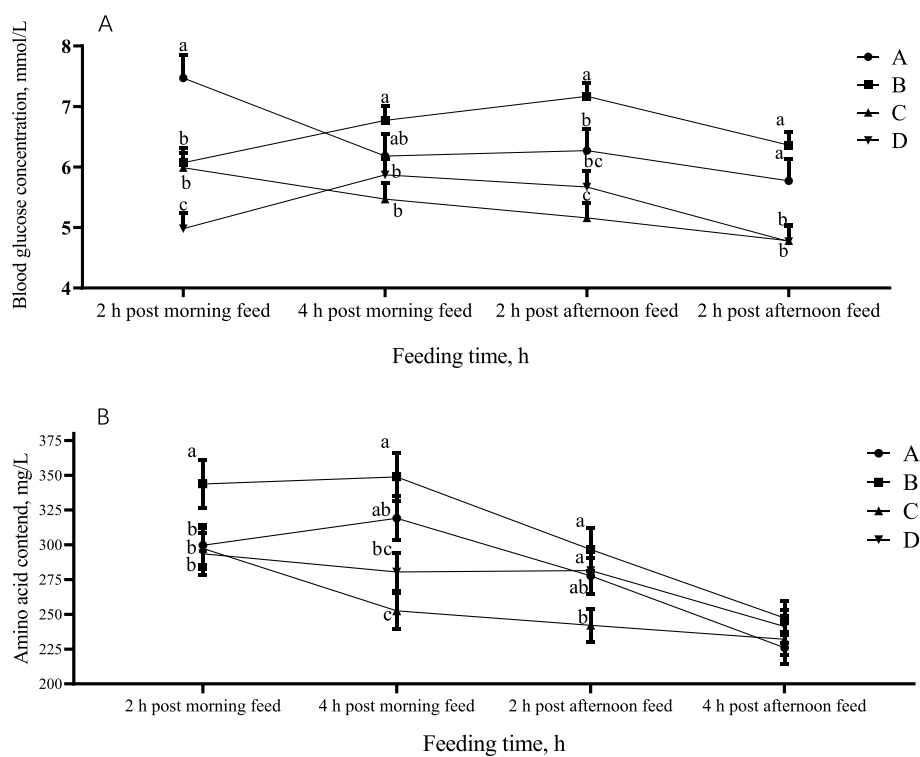 A
Blood glucose concentration, mmol/L
8
7
6
5
4
a
b
b
c
a
ab
b
b
a
b
bc
c
a
a
b
b
A
B
C
D
2 h post morning feed
4 h post morning feed
2 h post afternoon feed
2 h post afternoon feed
Feeding time, h
B
Amino acid contend, mg/L
375
350
325
300
275
250
225
200
a
b
b
b
a
ab
bc
c
a
a
ab
b
A
B
C
D
2 h post morning feed
4 h post morning feed
2 h post afternoon feed
4 h post afternoon feed
Feeding time, h